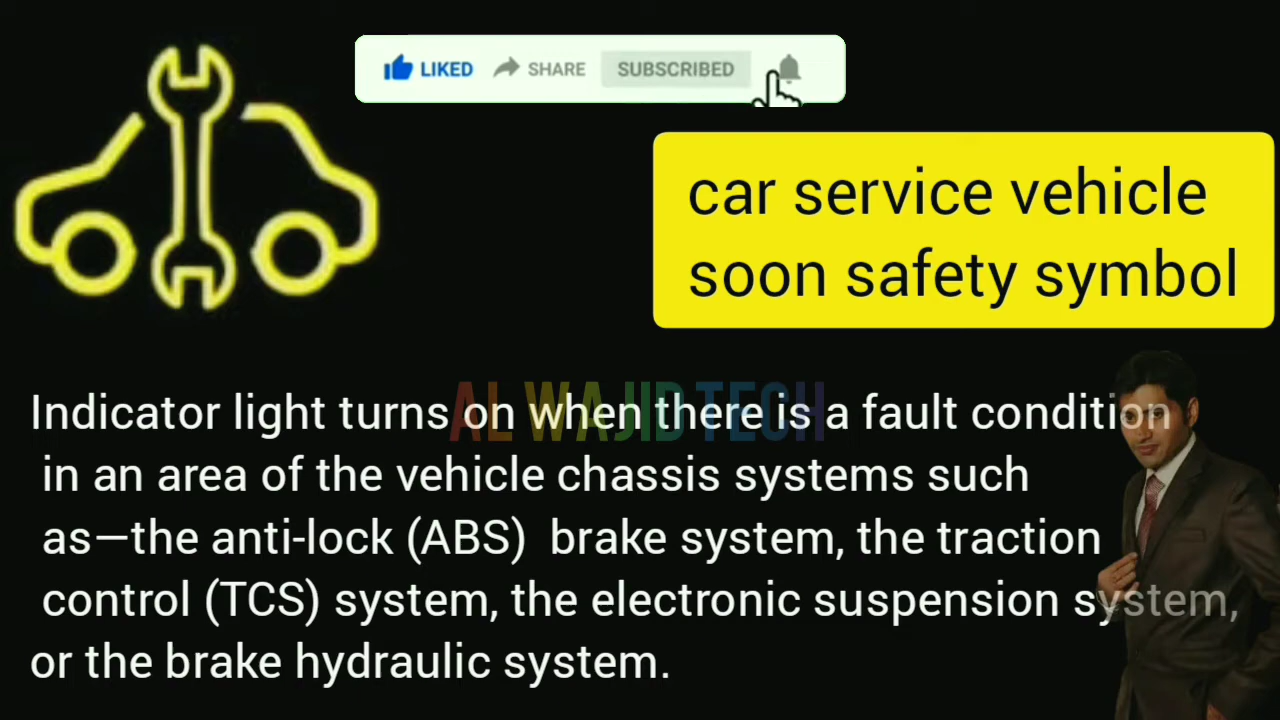 LIKED SHARE SUBSCRIBED
car service vehicle
soon safety symbol
AL WAJID TECH
Indicator light turns on when there is a fault condition
in an area of the vehicle chassis systems such
as—the anti-lock (ABS) brake system, the traction
control (TCS) system, the electronic suspension system,
or the brake hydraulic system.